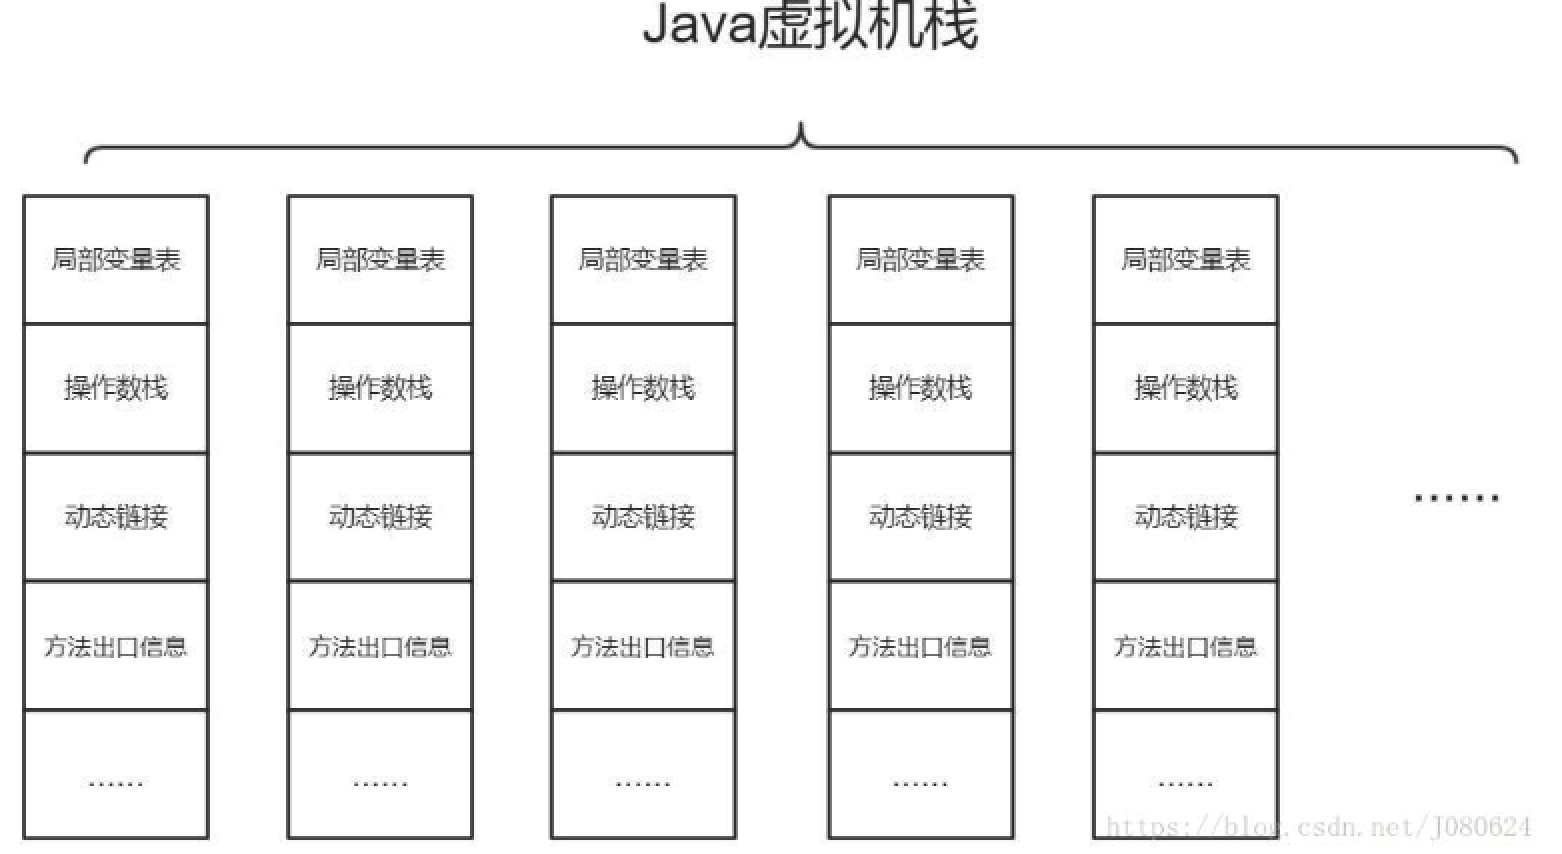 Java虚拟机栈
局部变量表 局部变量表 局部变量表 局部变量表 局部变量表
操作数栈 操作数栈 操作数栈 操作数栈 操作数栈
动态链接 动态链接 动态链接 动态链接 动态链接
……
方法出口信息 方法出口信息 方法出口信息 方法出口信息 方法出口信息
…… …… …… …… ……
https://blog.csdn.net/J080624